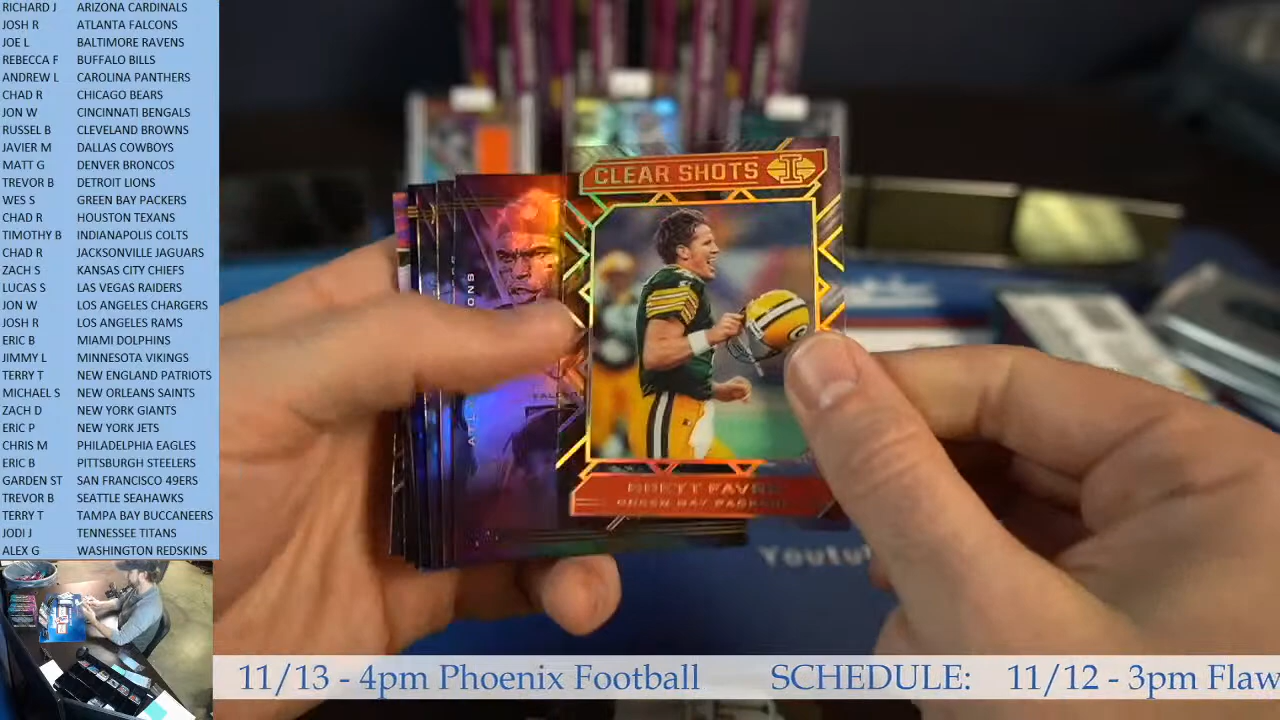 RICHARD J ARIZONA CARDINALS
JOSH R ATLANTA FALCONS
JOE L BALTIMORE RAVENS
REBECCA F BUFFALO BILLS
ANDREW L CAROLINA PANTHERS
CHAD R CHICAGO BEARS
JON W CINCINNATI BENGALS
RUSSEL B CLEVELAND BROWNS
JAVIER M DALLAS COWBOYS
MATT G DENVER BRONCOS
TREVOR B DETROIT LIONS
WES S GREEN BAY PACKERS
CHAD R HOUSTON TEXANS
TIMOTHY B INDIANAPOLIS COLTS
CHAD R JACKSONVILLE JAGUARS
ZACH S KANSAS CITY CHIEFS
LUCAS.S LAS VEGAS RAIDERS
JON W LOS ANGELES CHARGERS
JOSH R LOS ANGELES RAMS
ERIC B MIAMI DOLPHINS
JIMMY L MINNESOTA VIKINGS
TERRY T NEW ENGLAND PATRIOTS
MICHAEL S NEW ORLEANS SAINTS
ZACH D NEW YORK GIANTS
ERIC P NEW YORK JETS
CHRIS M PHILADELPHIA EAGLES
ERIC B PITTSBURGH STEELERS
GARDEN ST SAN FRANCISCO 49ERS
TREVOR B SEATTLE SEAHAWKS
TERRY T TAMPA BAY BUCCANEERS
JODI J TENNESSEE TITANS
ALEX G WASHINGTON REDSKINS
CLEAR SHOTS I
BRETT FAVRE
GREEN BAY PACKERS
Youtu
11/13 - 4pm Phoenix Football SCHEDULE: 11/12 - 3pm Flaw